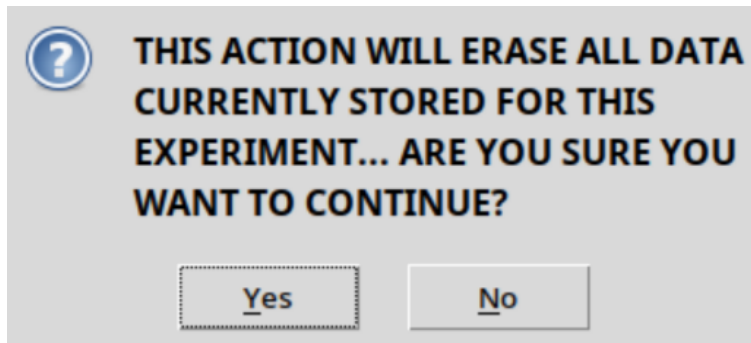 THIS ACTION WILL ERASE ALL DATA
CURRENTLY STORED FOR THIS
EXPERIMENT... ARE YOU SURE YOU
WANT TO CONTINUE?
Yes No